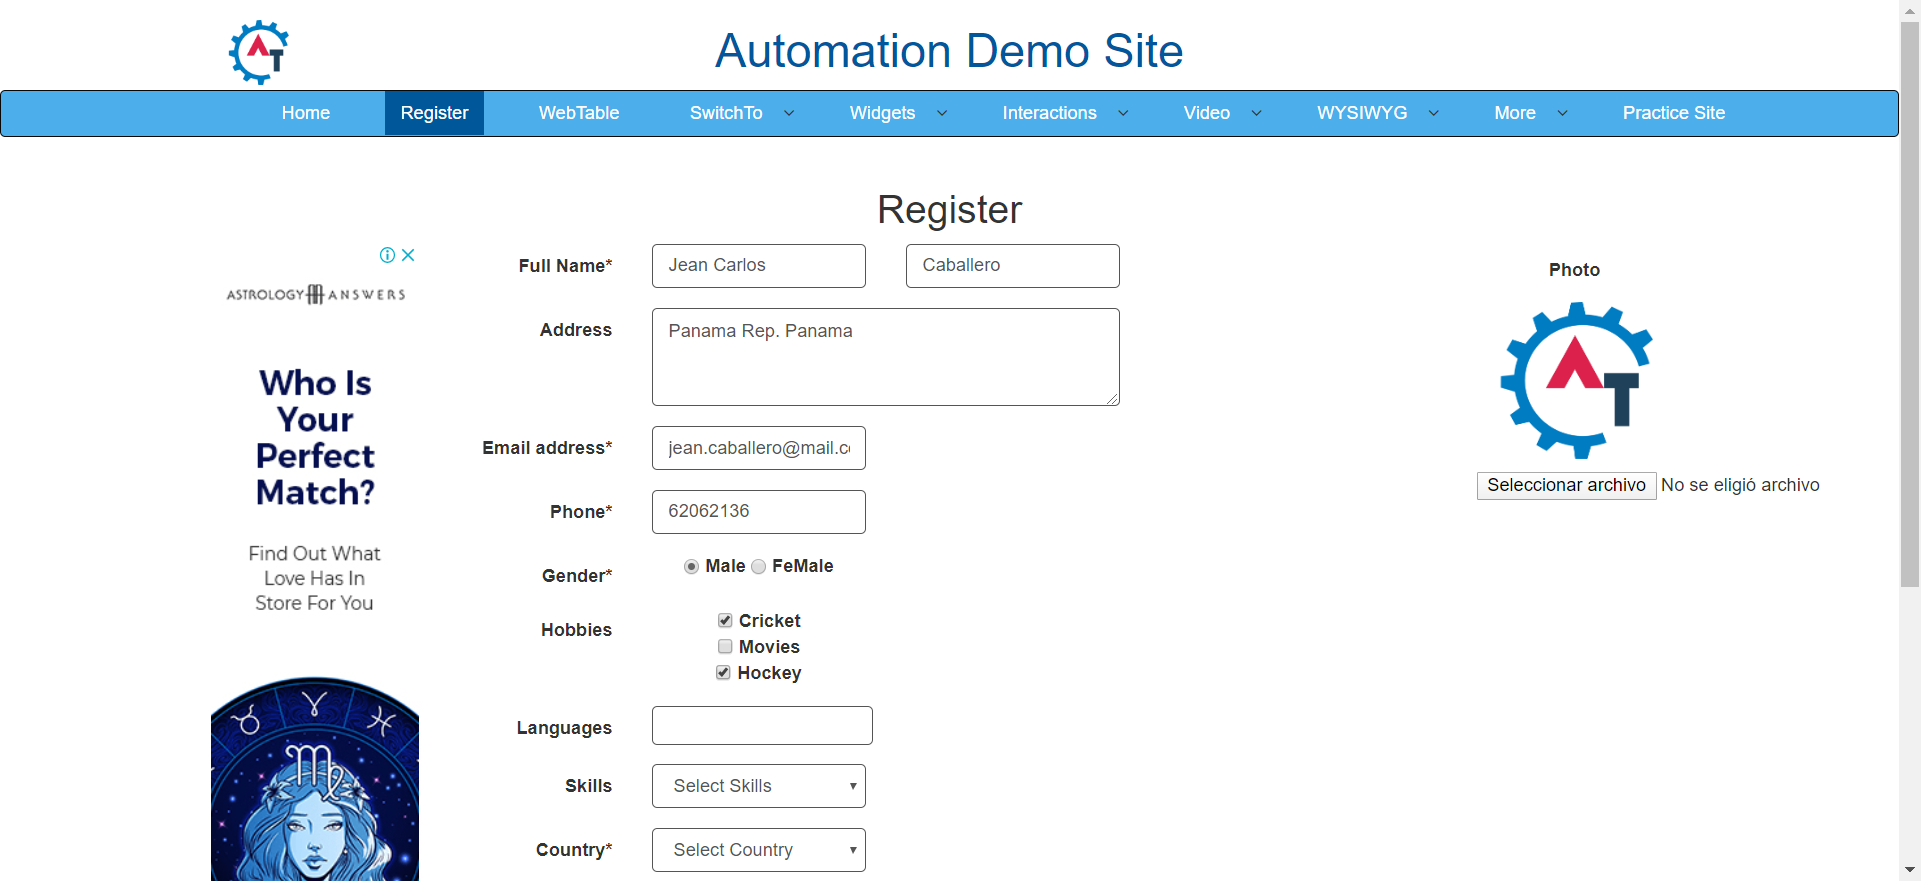 AT
Automation Demo Site
Home Register WebTable SwitchTo Widgets Interactions Video WYSIWYG More Practice Site
Register
ASTROLOGY ANSWERS
Who Is
Your
Perfect
Match?
Find Out What
Love Has In
Store For You
Full Name* Jean Carlos Caballero
Address Panama Rep. Panama
Email address* jean.caballero@mail.c
Phone* 62062136
Gender* Male FeMale
Hobbies Cricket
Movies
Hockey
Languages
Skills Select Skills
Country* Select Country
Photo
AT
Seleccionar archivo No se eligió archivo